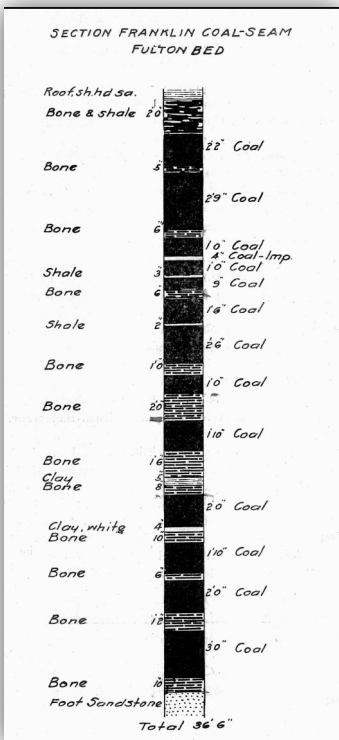 SECTION FRANKLIN COAL-SEAM
FULTON BED
Roof, sh. hd sa.
Bone & shale 2'0"
2'2" Coal
Bone 5"
2'9" Coal
Bone 6"
1'0" Coal
4" Coal-Imp.
1'0" Coal
Shale 3"
9" Coal
Bone 6"
1'6" Coal
Shale 2"
2'6" Coal
Bone 1'0"
1'0" Coal
Bone 2'0"
1'10" Coal
Bone 1'6"
Clay 5"
Bone 8"
2'0" Coal
Clay, white 4"
Bone 10"
1'10" Coal
Bone 6"
2'0" Coal
Bone 1'2"
3'0" Coal
Bone 10"
Foot Sandstone
Total 36'6"